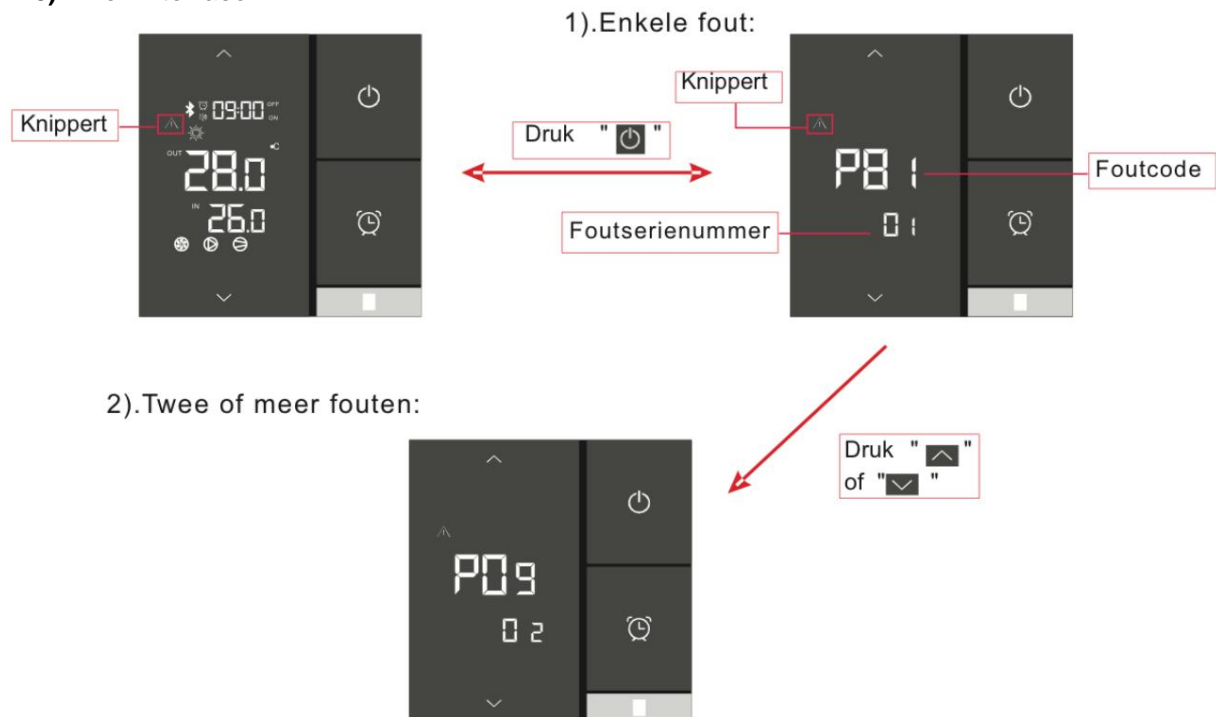 1).Enkele fout:
Knippert
09:00 OFF
ON
OUT 28.0 °C
IN 26.0
Druk " "
Knippert
P81
01
Foutcode
Foutserienummer
2).Twee of meer fouten:
Druk " "
of " "
P09
02